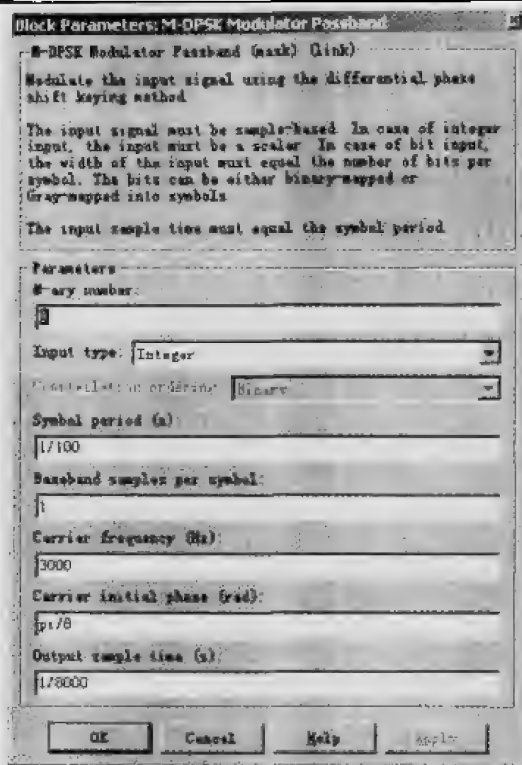 Block Parameters: M-DPSK Modulator Passband
M-DPSK Modulator Passband (mask) (link)
Modulate the input signal using the differential phase
shift keying method
The input signal must be sample-based. In case of integer
input, the input must be a scalar. In case of bit input,
the width of the input must equal the number of bits per
symbol. The bits can be either binary-mapped or
Gray-mapped into symbols
The input sample time must equal the symbol period
Parameters
M-ary number:
Input type: Integer
Constellation ordering: Binary
Symbol period (s):
1/100
Baseband samples per symbol:
1
Carrier frequency (Hz):
3000
Carrier initial phase (rad):
pi/8
Output sample time (s):
1/8000
OK
Cancel
Help
Apply